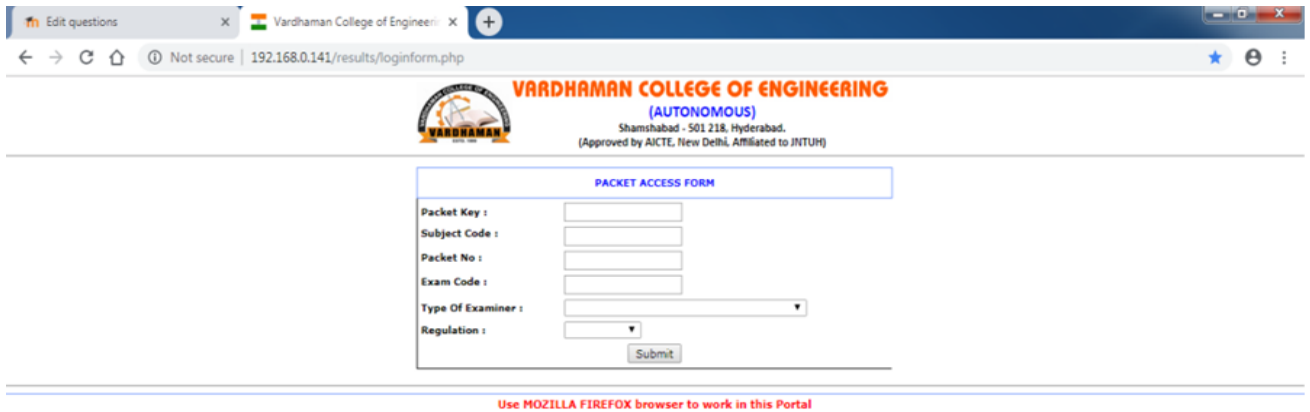 Edit questions
Vardhaman College of Engineerin
Not secure | 192.168.0.141/results/loginform.php
VARDHAMAN COLLEGE OF ENGINEERING
(AUTONOMOUS)
Shamshabad - 501 218, Hyderabad.
(Approved by AICTE, New Delhi, Affiliated to JNTUH)
VARDHAMAN
PACKET ACCESS FORM
Packet Key :
Subject Code :
Packet No :
Exam Code :
Type Of Examiner :
Regulation :
Submit
Use MOZILLA FIREFOX browser to work in this Portal